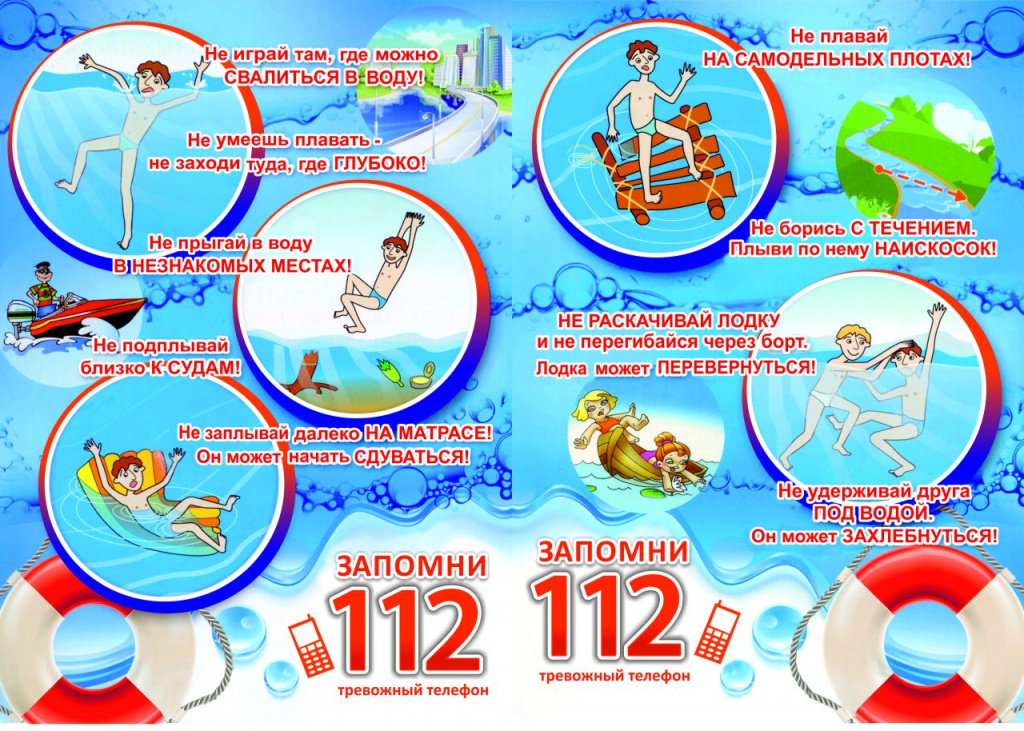 Не играй там, где можно
СВАЛИТЬСЯ В ВОДУ!
Не умеешь плавать -
не заходи туда, где ГЛУБОКО!
Не прыгай в воду
В НЕЗНАКОМЫХ МЕСТАХ!
Не подплывай
близко К СУДАМ!
Не заплывай далеко НА МАТРАСЕ!
Он может начать СДУВАТЬСЯ!
ЗАПОМНИ
112
тревожный телефон
Не плавай
НА САМОДЕЛЬНЫХ ПЛОТАХ!
Не борись С ТЕЧЕНИЕМ.
Плыви по нему НАИСКОСОК!
НЕ РАСКАЧИВАЙ ЛОДКУ
и не перегибайся через борт.
Лодка может ПЕРЕВЕРНУТЬСЯ!
Не удерживай друга
ПОД ВОДОЙ.
Он может ЗАХЛЕБНУТЬСЯ!
ЗАПОМНИ
112
тревожный телефон